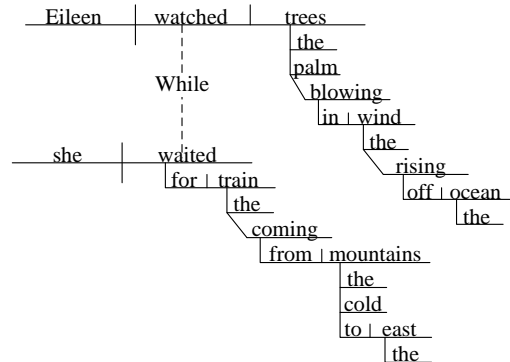 Eileen watched trees
the
palm
While
blowing
in wind
the
she waited rising
for train off ocean
the the
coming
from mountains
the
cold
to east
the